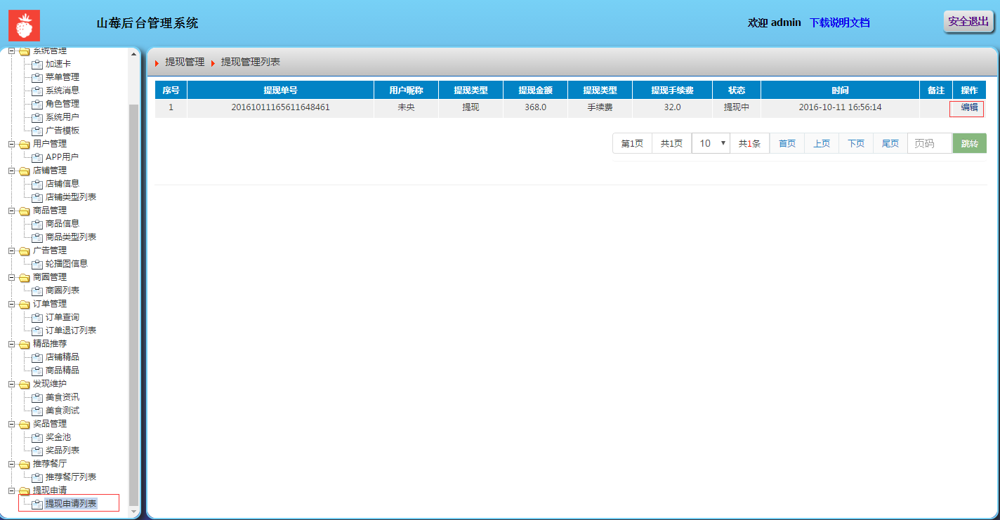 山莓后台管理系统
欢迎 admin 下载说明文档
安全退出
系统管理
加速卡
菜单管理
系统消息
角色管理
系统用户
广告模板
用户管理
APP用户
店铺管理
店铺信息
店铺类型列表
商品管理
商品信息
商品类型列表
广告管理
轮播图信息
商圈管理
商圈列表
订单管理
订单查询
订单退订列表
精品推荐
店铺精品
商品精品
发现维护
美食资讯
美食测试
奖品管理
奖金池
奖品列表
推荐餐厅
推荐餐厅列表
提现申请
提现申请列表
提现管理 提现管理列表
序号 提现单号 用户昵称 提现类型 提现金额 提现类型 提现手续费 状态 时间 备注 操作
1 20161011165611648461 未央 提现 368.0 手续费 32.0 提现中 2016-10-11 16:56:14 编辑
第1页 共1页 10 共1条 首页 上页 下页 尾页 页码 跳转